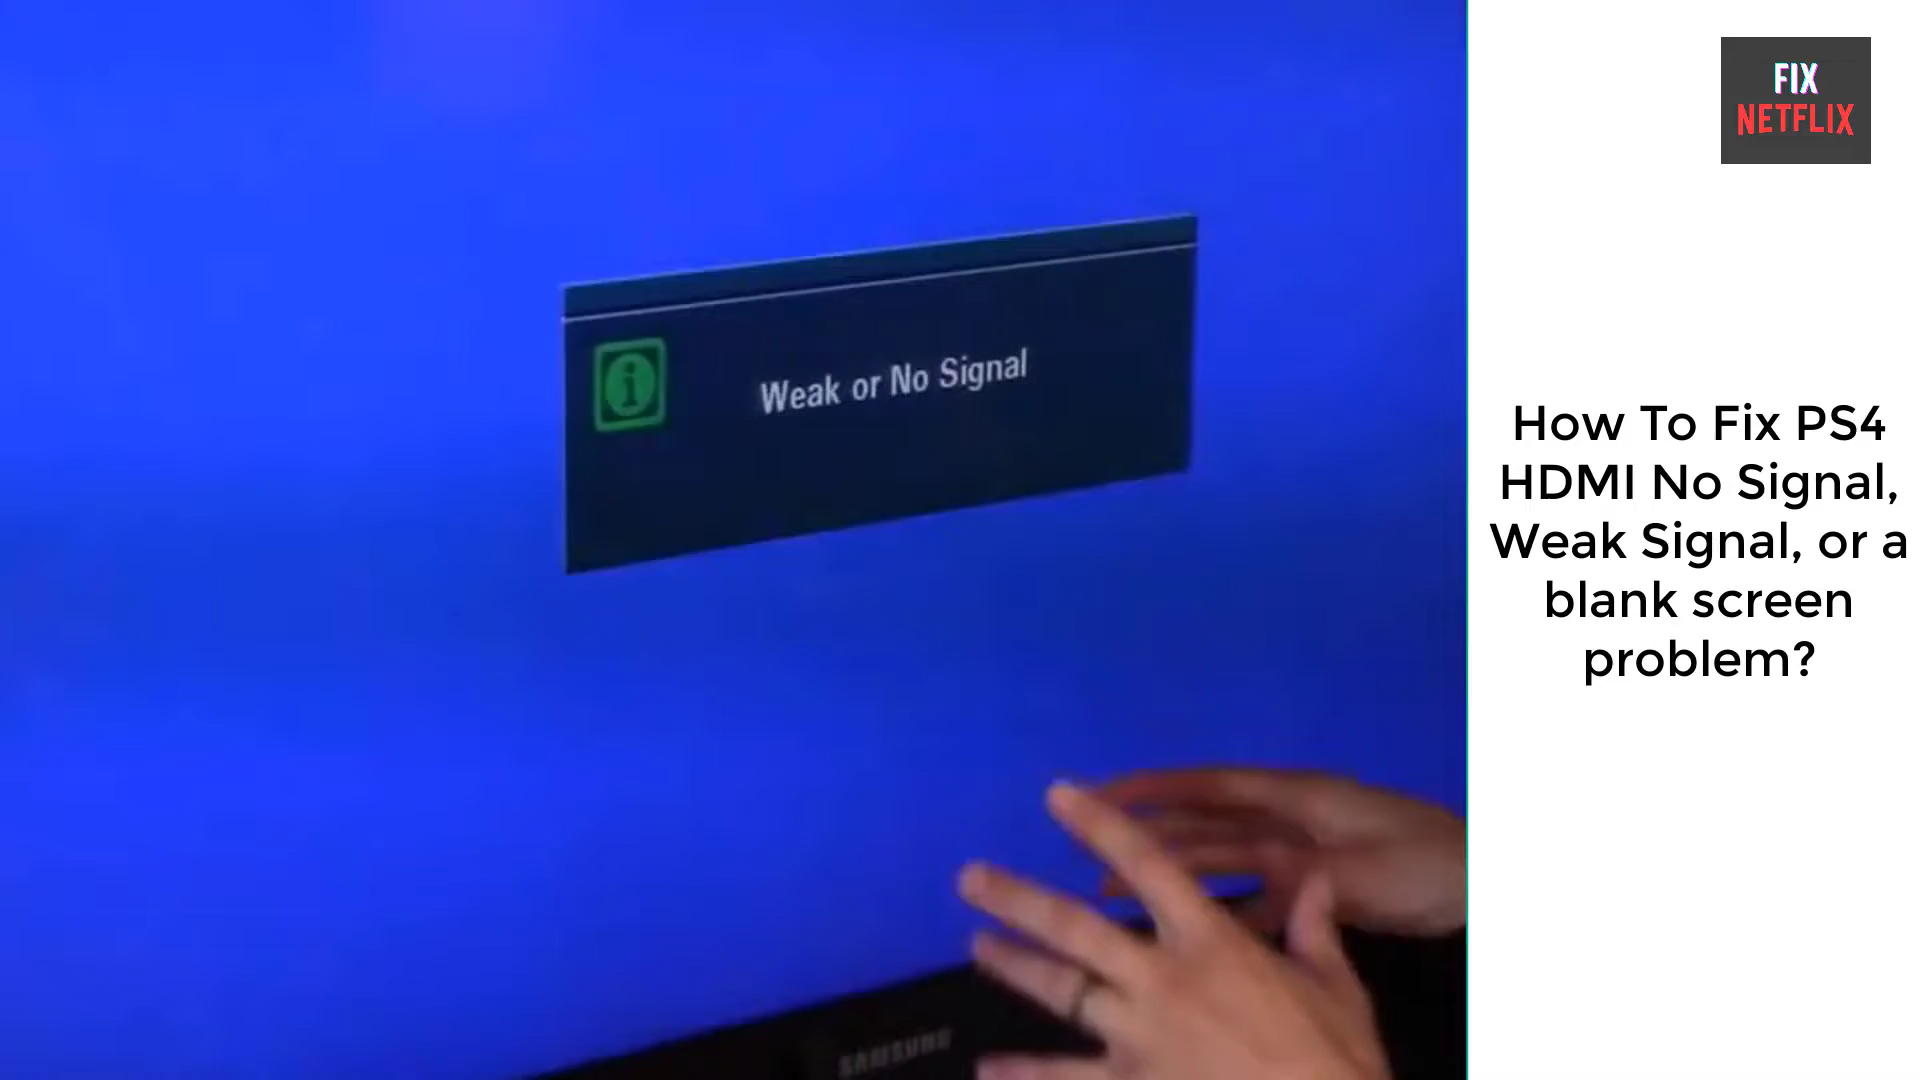 Weak or No Signal
SAMSUNG
FIX
NETFLIX
How To Fix PS4
HDMI No Signal,
Weak Signal, or a
blank screen
problem?